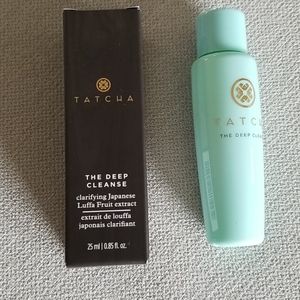 TATCHA
THE DEEP
CLEANSE
clarifying Japanese
Luffa Fruit extract
extrait de louffa
japonais clarifiant
25 ml | 0.85 fl. oz.
TATCHA
THE DEEP CLEANSE